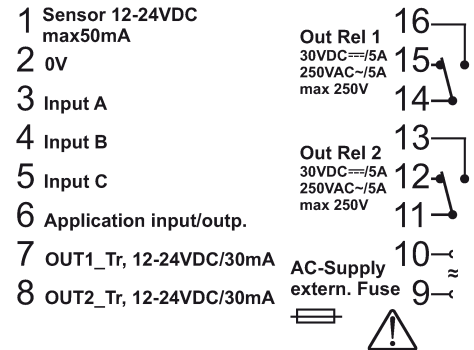 1 Sensor 12-24VDC
max50mA
2 0V
3 Input A
4 Input B
5 Input C
6 Application input/outp.
7 OUT1_Tr, 12-24VDC/30mA
8 OUT2_Tr, 12-24VDC/30mA
16
Out Rel 1
30VDC⎓/5A 15
250VAC~/5A
max 250V 14
13
Out Rel 2
30VDC⎓/5A 12
250VAC~/5A
max 250V 11
10
AC-Supply ≈
extern. Fuse 9
!